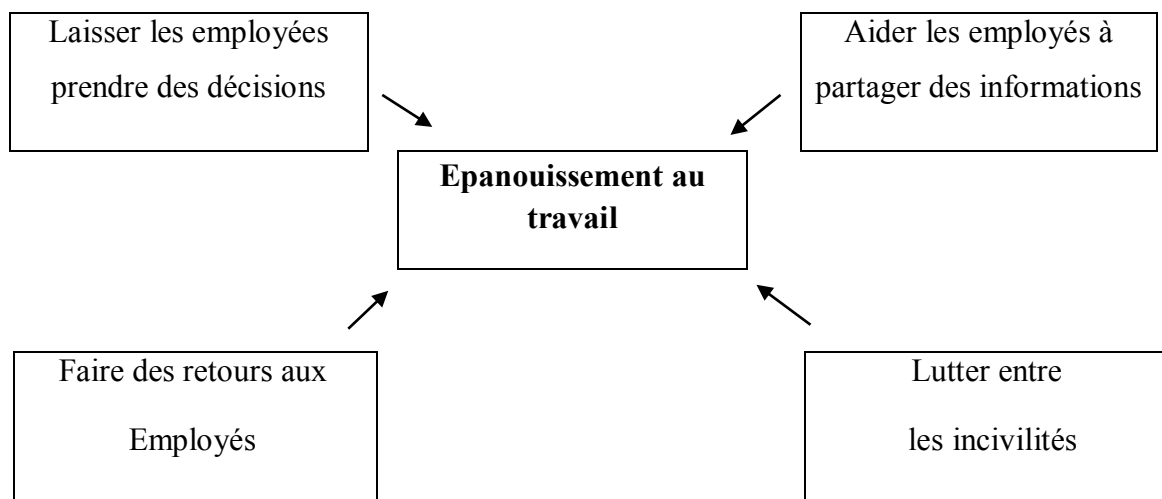 Laisser les employées
prendre des décisions
Aider les employés à
partager des informations
Epanouissement au
travail
Faire des retours aux
Employés
Lutter entre
les incivilités